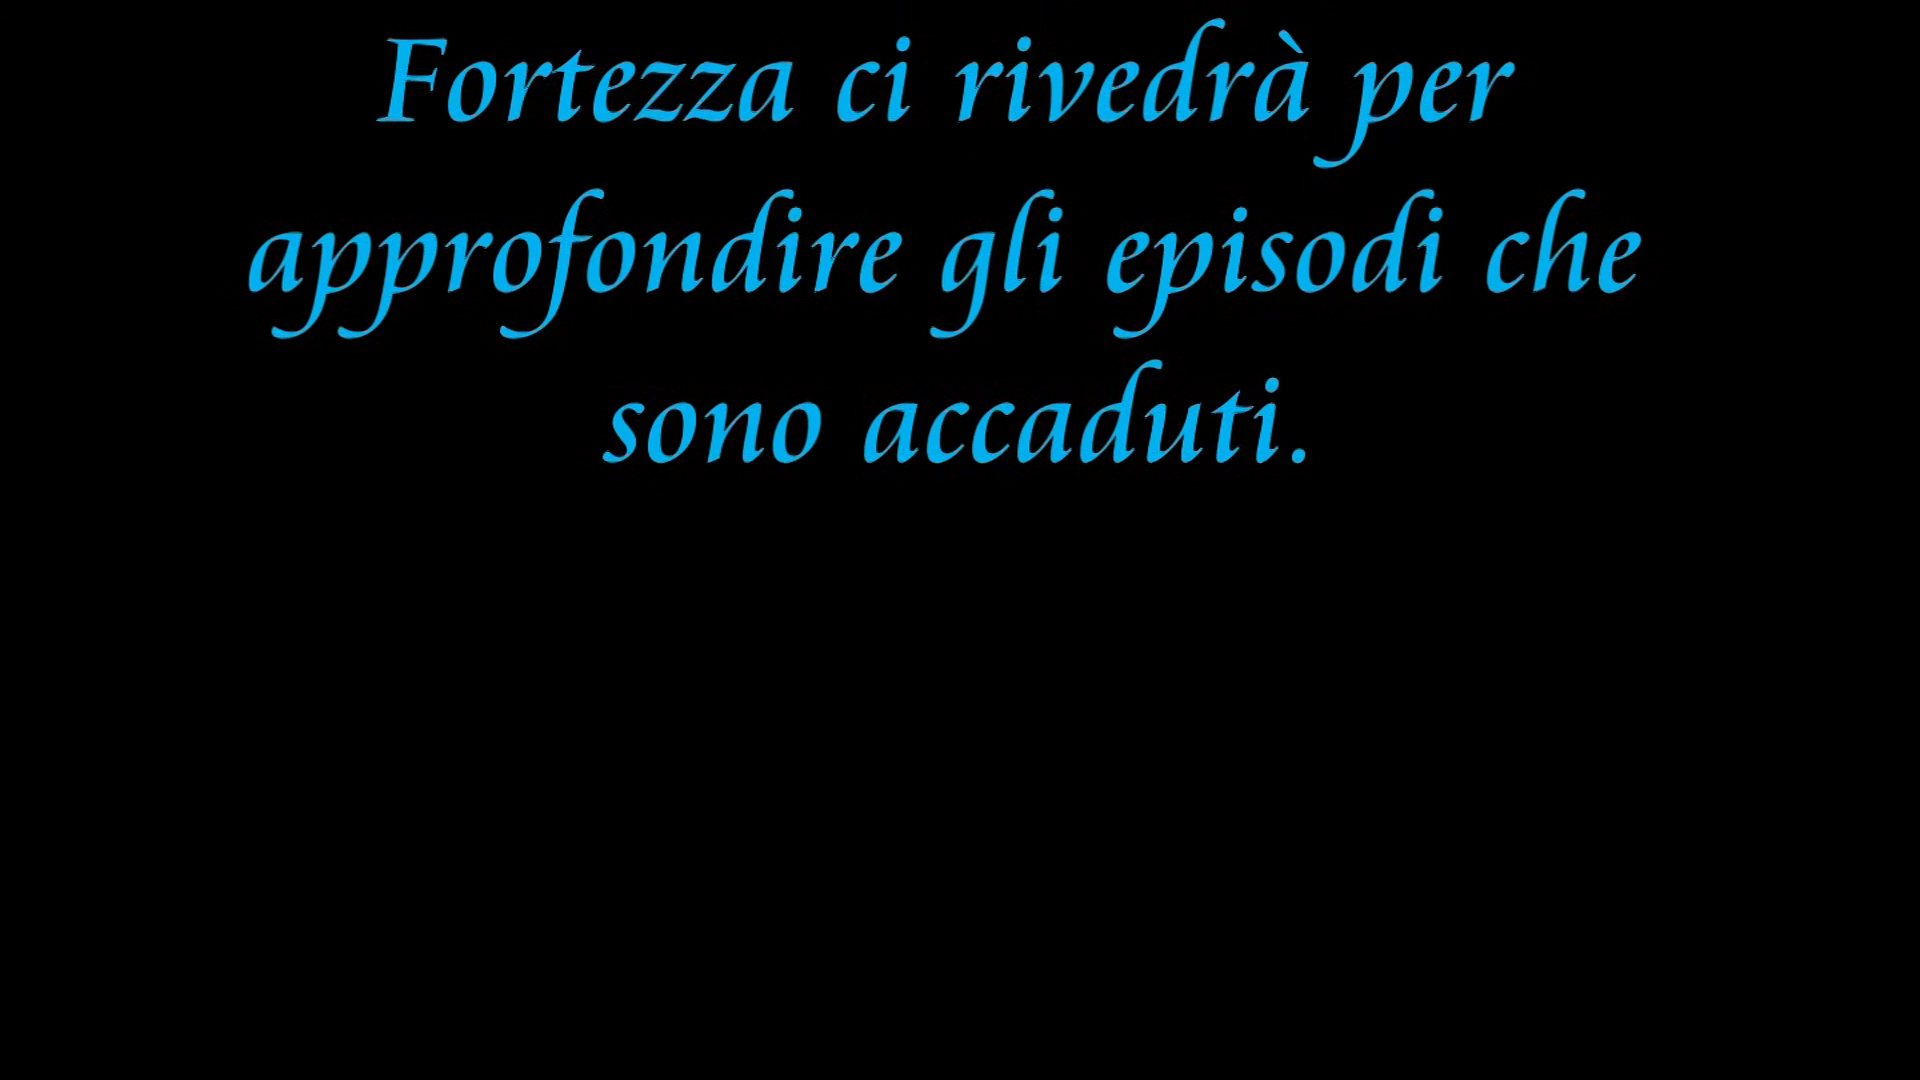 Fortezza ci rivedrà per
approfondire gli episodi che
sono accaduti.